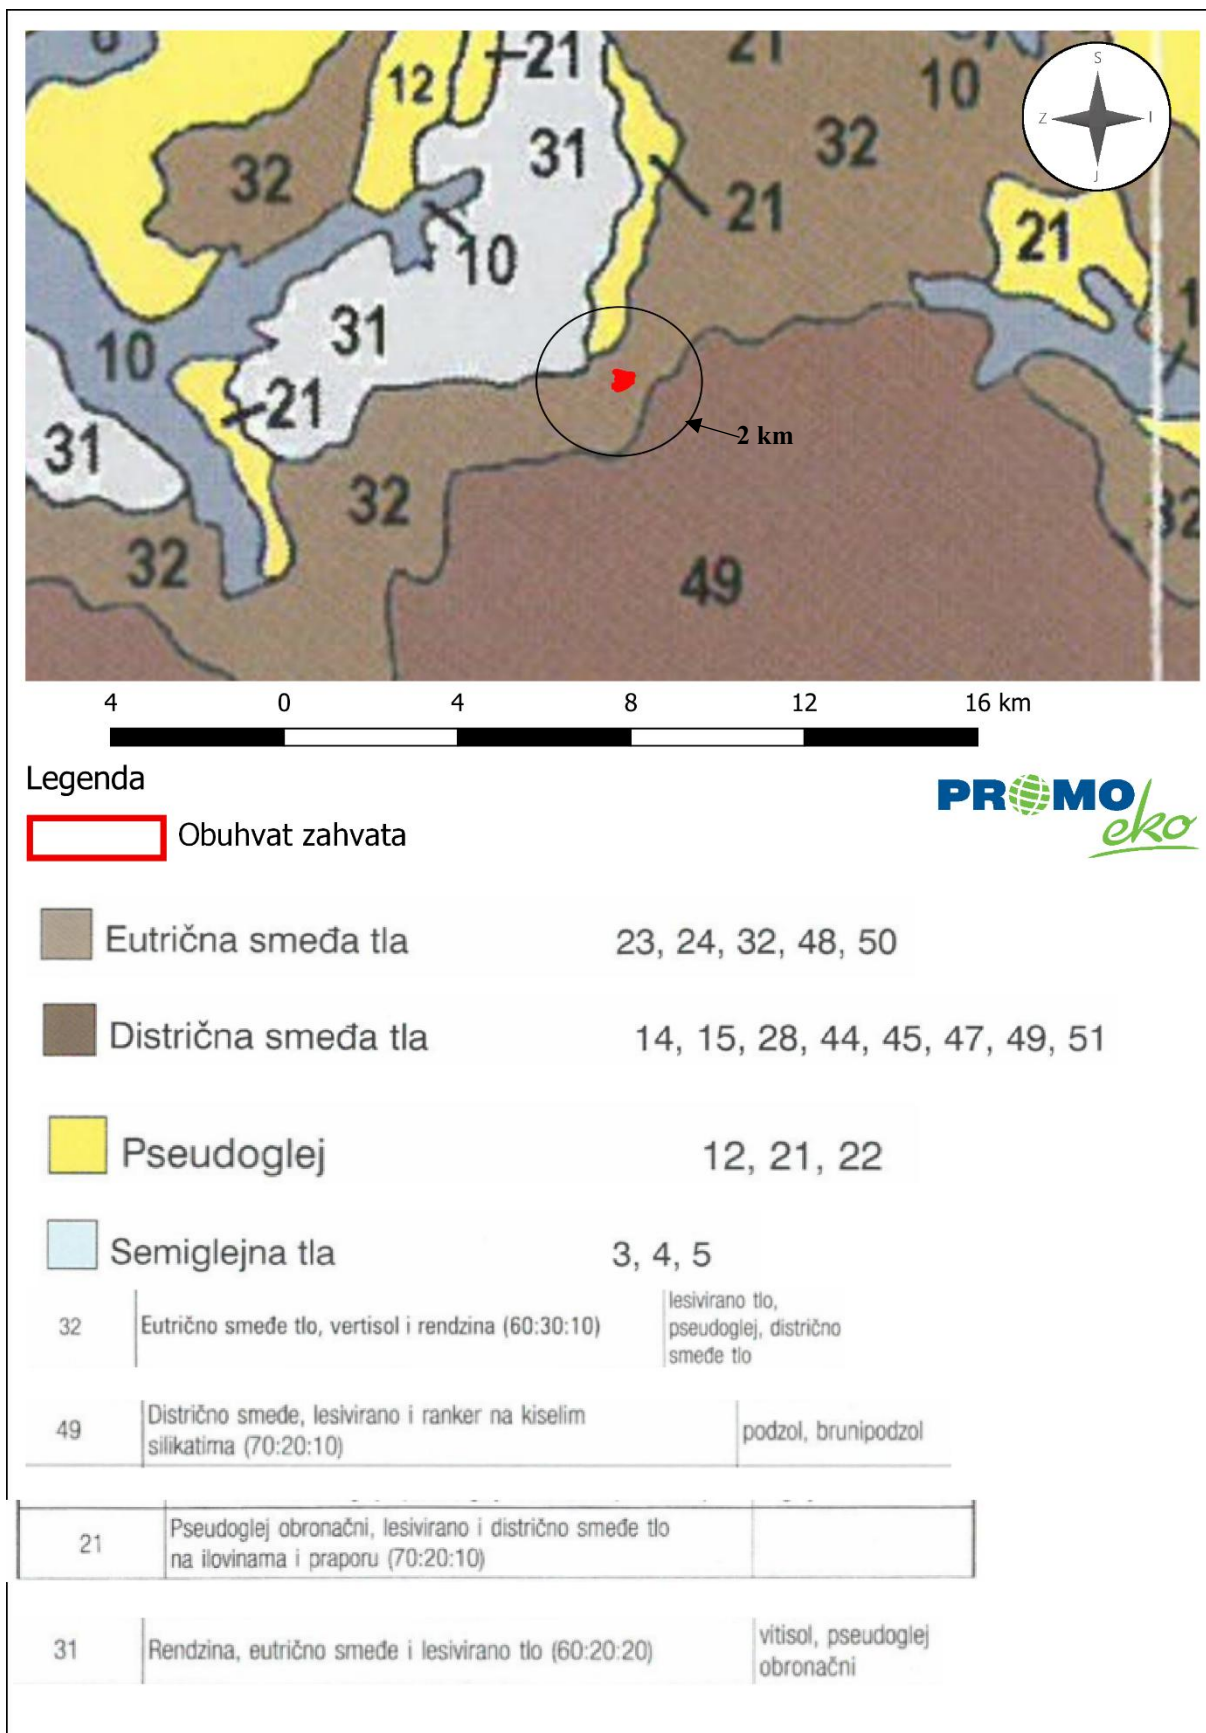 6
12
21
31
21
10
32
S
Z
I
J
32
21
21
10
31
10
21
31
2 km
32
32
49
32
4 0 4 8 12 16 km
Legenda
PROMO
eko
Obuhvat zahvata
Eutrična smeđa tla 23, 24, 32, 48, 50
Distrična smeđa tla 14, 15, 28, 44, 45, 47, 49, 51
Pseudoglej 12, 21, 22
Semiglejna tla 3, 4, 5
32 Eutrično smeđe tlo, vertisol i rendzina (60:30:10) lesivirano tlo,
pseudoglej, distrično
smeđe tlo
49 Distrično smeđe, lesivirano i ranker na kiselim
silikatima (70:20:10) podzol, brunipodzol
21 Pseudoglej obronačni, lesivirano i distrično smeđe tlo
na ilovinama i praporu (70:20:10)
31 Rendzina, eutrično smeđe i lesivirano tlo (60:20:20) vitisol, pseudoglej
obronačni